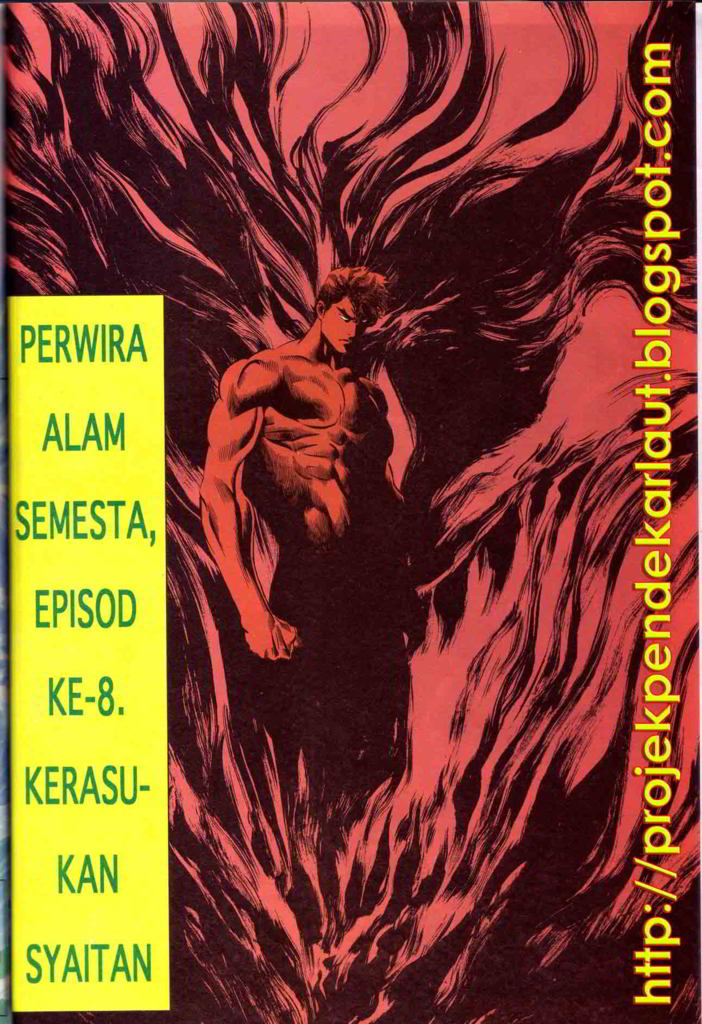 PERWIRA
ALAM
SEMESTA,
EPISOD
KE-8.
KERASU-
KAN
SYAITAN
http://projekpendekarlaut.blogspot.com